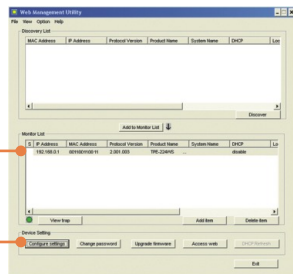 Web Management Utility
File View Option Help
Discovery List
MAC Address IP Address Protocol Version Product Name System Name DHCP Loc
Discover
Add to Monitor List
Monitor List
S IP Address MAC Address Protocol Version Product Name System Name DHCP Lo
192.168.0.1 001100110011 2.001.003 TPE-224WS ... disable
View trap Add item Delete item
Device Setting
Configure settings Change password Upgrade firmware Access web DHCP Refresh
Exit